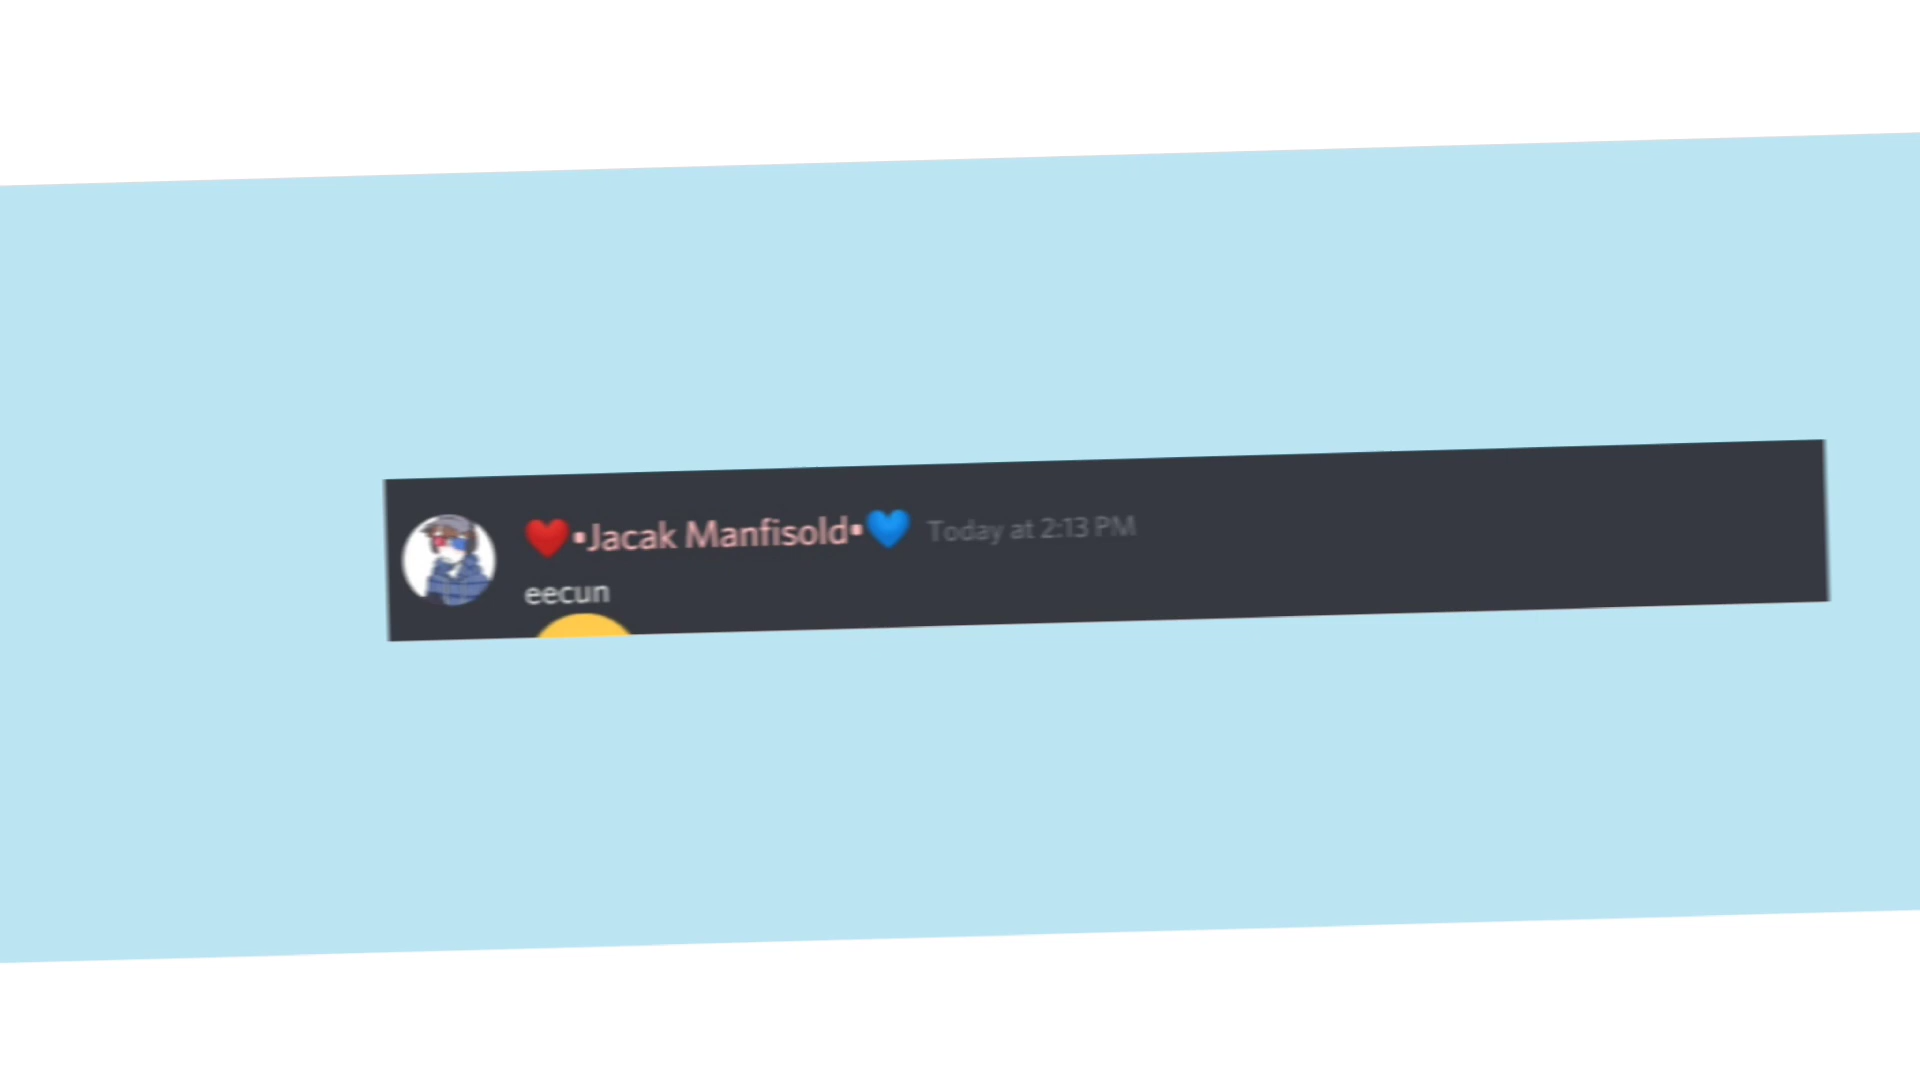 ❤️▪Jacak Manfisold▪💙 Today at 2:13 PM
eecun